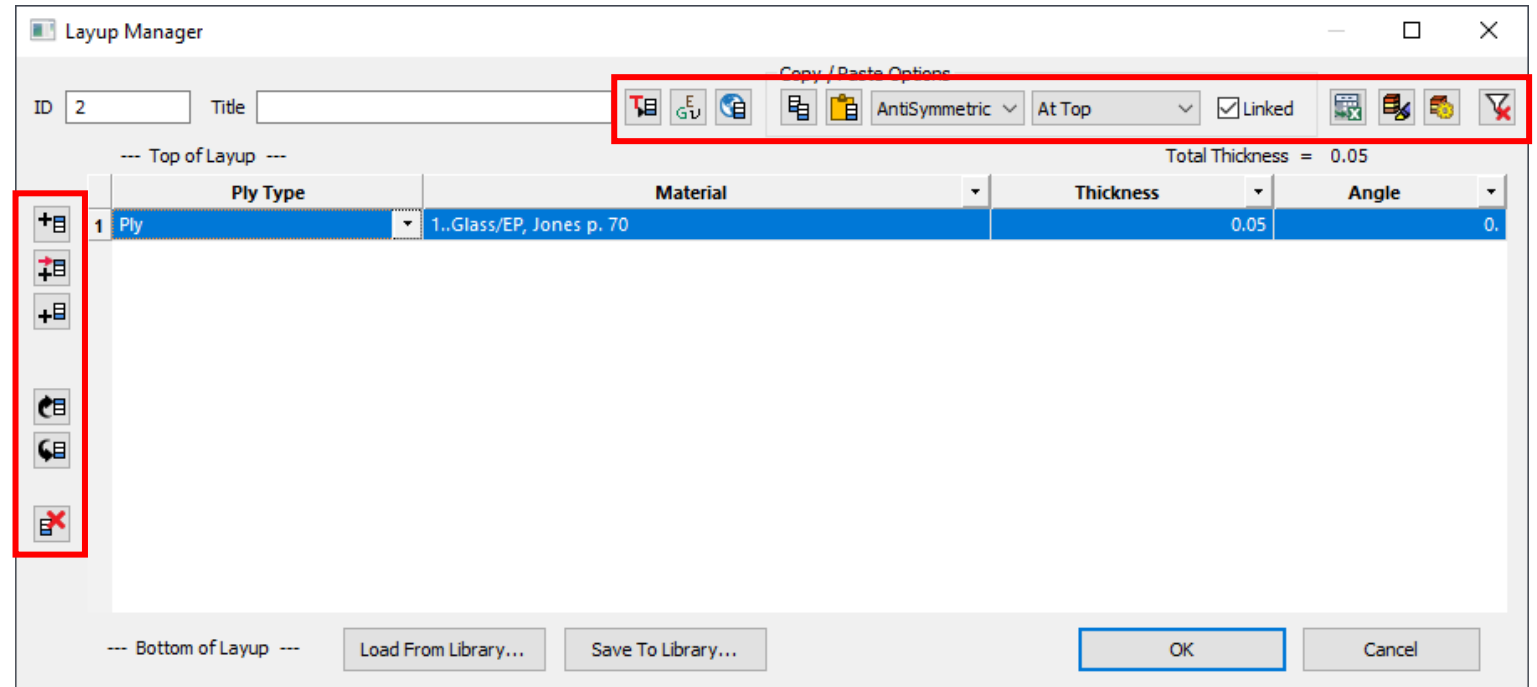 Layup Manager
Copy / Paste Options
ID 2 Title AntiSymmetric At Top Linked
--- Top of Layup --- Total Thickness = 0.05
Ply Type Material Thickness Angle
1 Ply 1..Glass/EP, Jones p. 70 0.05 0.
--- Bottom of Layup --- Load From Library... Save To Library... OK Cancel